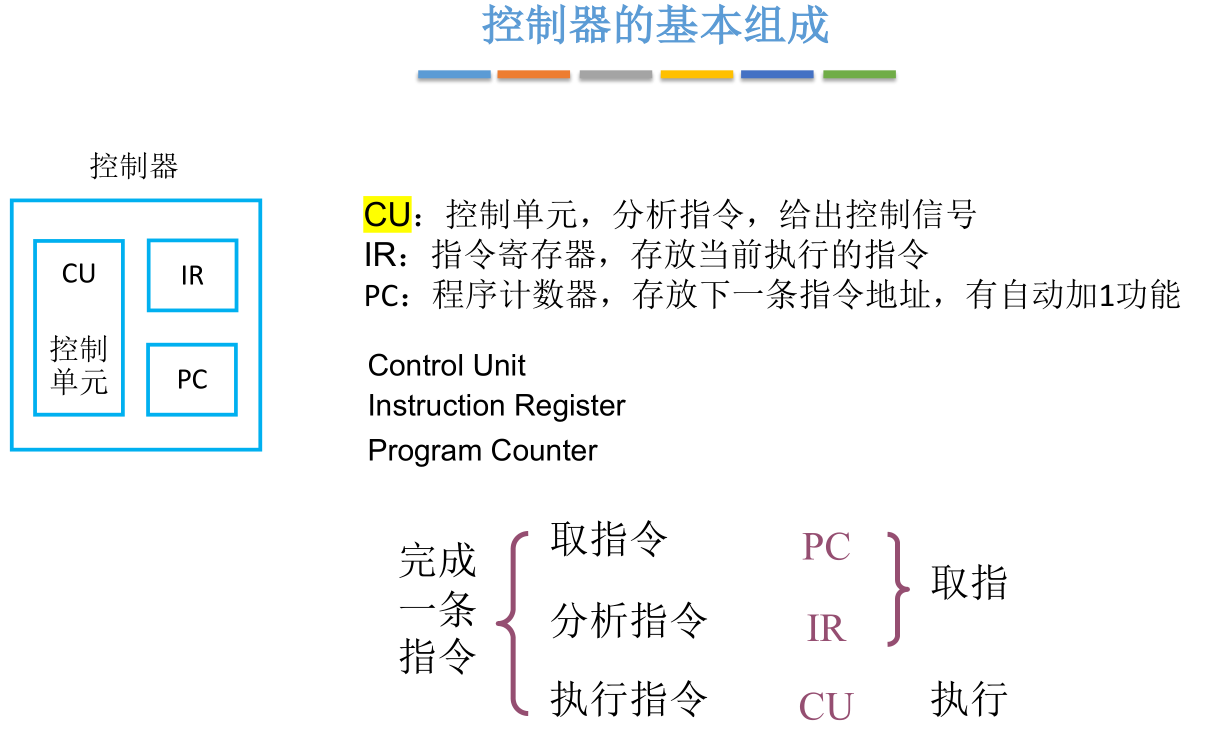 控制器的基本组成
控制器
CU
控制
单元
IR
PC
CU：控制单元，分析指令，给出控制信号
IR：指令寄存器，存放当前执行的指令
PC：程序计数器，存放下一条指令地址，有自动加1功能
Control Unit
Instruction Register
Program Counter
完成
一条
指令
取指令 PC
分析指令 IR
取指
执行指令 CU 执行